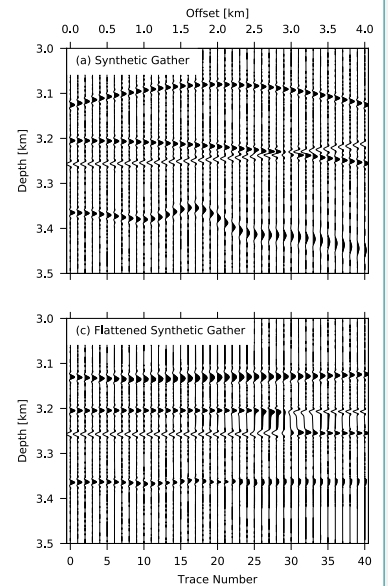 Offset [km]
0.0 0.5 1.0 1.5 2.0 2.5 3.0 3.5 4.0
(a) Synthetic Gather
Depth [km]
3.0
3.1
3.2
3.3
3.4
3.5
(c) Flattened Synthetic Gather
Depth [km]
3.0
3.1
3.2
3.3
3.4
3.5
0 5 10 15 20 25 30 35 40
Trace Number